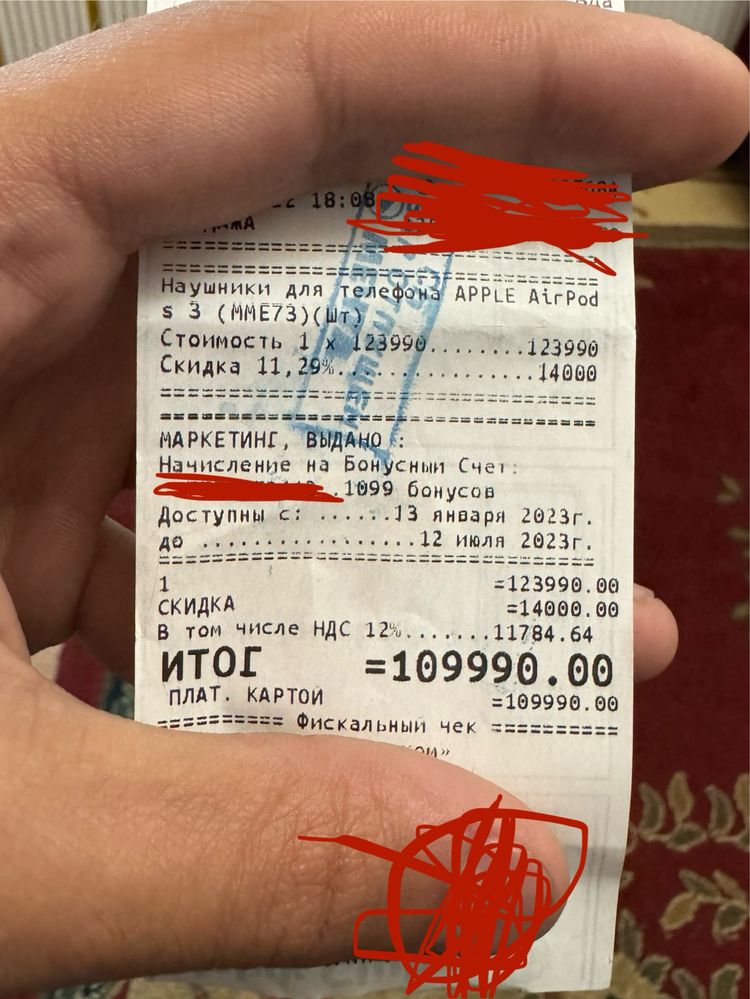 18:08
Наушники для телефона APPLE AirPod
s 3 (MME73)(Шт)
Стоимость 1 x 123990........123990
Скидка 11,29%................14000
МАРКЕТИНГ, ВЫДАНО :
Начисление на Бонусный Счет:
.1099 бонусов
Доступны с: ......13 января 2023г.
до .................12 июля 2023г.
1 =123990.00
СКИДКА =14000.00
В том числе НДС 12%.......11784.64
ИТОГ =109990.00
ПЛАТ. КАРТОЙ =109990.00
========== Фискальный чек ==========